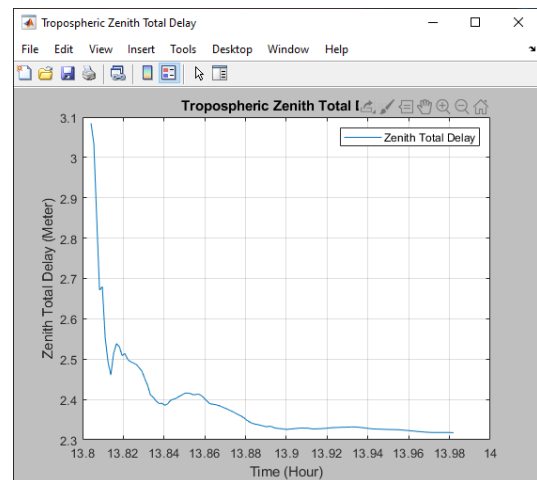 Tropospheric Zenith Total Delay
File Edit View Insert Tools Desktop Window Help
Tropospheric Zenith Total
Zenith Total Delay
3.1
3
2.9
2.8
2.7
2.6
2.5
2.4
2.3
Zenith Total Delay (Meter)
13.8 13.82 13.84 13.86 13.88 13.9 13.92 13.94 13.96 13.98 14
Time (Hour)